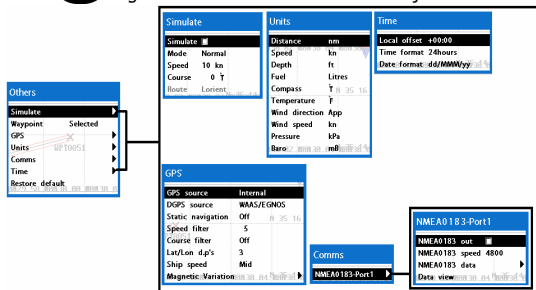 Others
Simulate
Waypoint Selected
GPS
Units
Comms
Time
Restore default
Simulate
Simulate
Mode Normal
Speed 10 kn
Course 0 °T
Route Lorient
Units
Distance nm
Speed kn
Depth ft
Fuel Litres
Compass °T
Temperature °F
Wind direction App
Wind speed kn
Pressure kPa
Baro mB
Time
Local offset +00:00
Time format 24hours
Date format dd/MMM/yy
GPS
GPS source Internal
DGPS source WAAS/EGNOS
Static navigation Off
Speed filter 5
Course filter Off
Lat/Lon d.p's 3
Ship speed Mid
Magnetic Variation
Comms
NMEA0183-Port1
NMEA0183-Port1
NMEA0183 out
NMEA0183 speed 4800
NMEA0183 data
Data view